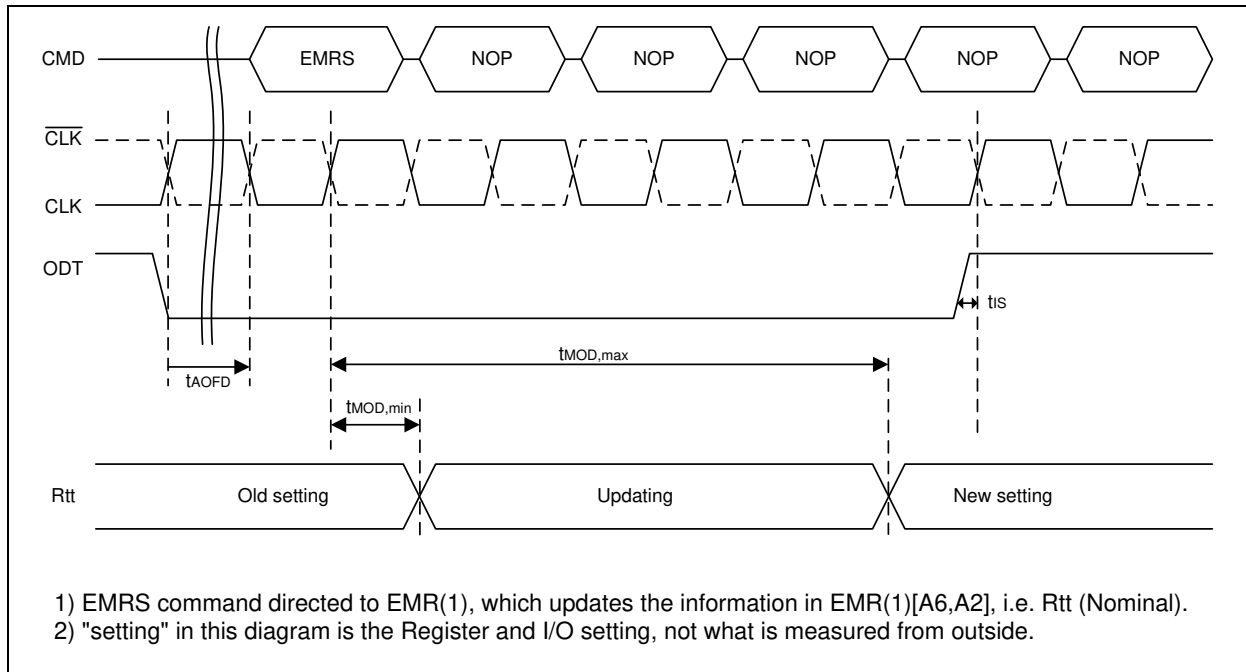 CMD EMRS NOP NOP NOP NOP NOP
CLK
CLK
ODT
tIS
tMOD,max
tAOFD
tMOD,min
Rtt Old setting Updating New setting
1) EMRS command directed to EMR(1), which updates the information in EMR(1)[A6,A2], i.e. Rtt (Nominal).
2) "setting" in this diagram is the Register and I/O setting, not what is measured from outside.